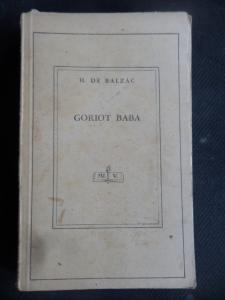 H. DE BALZAC
GORIOT BABA
M. V.